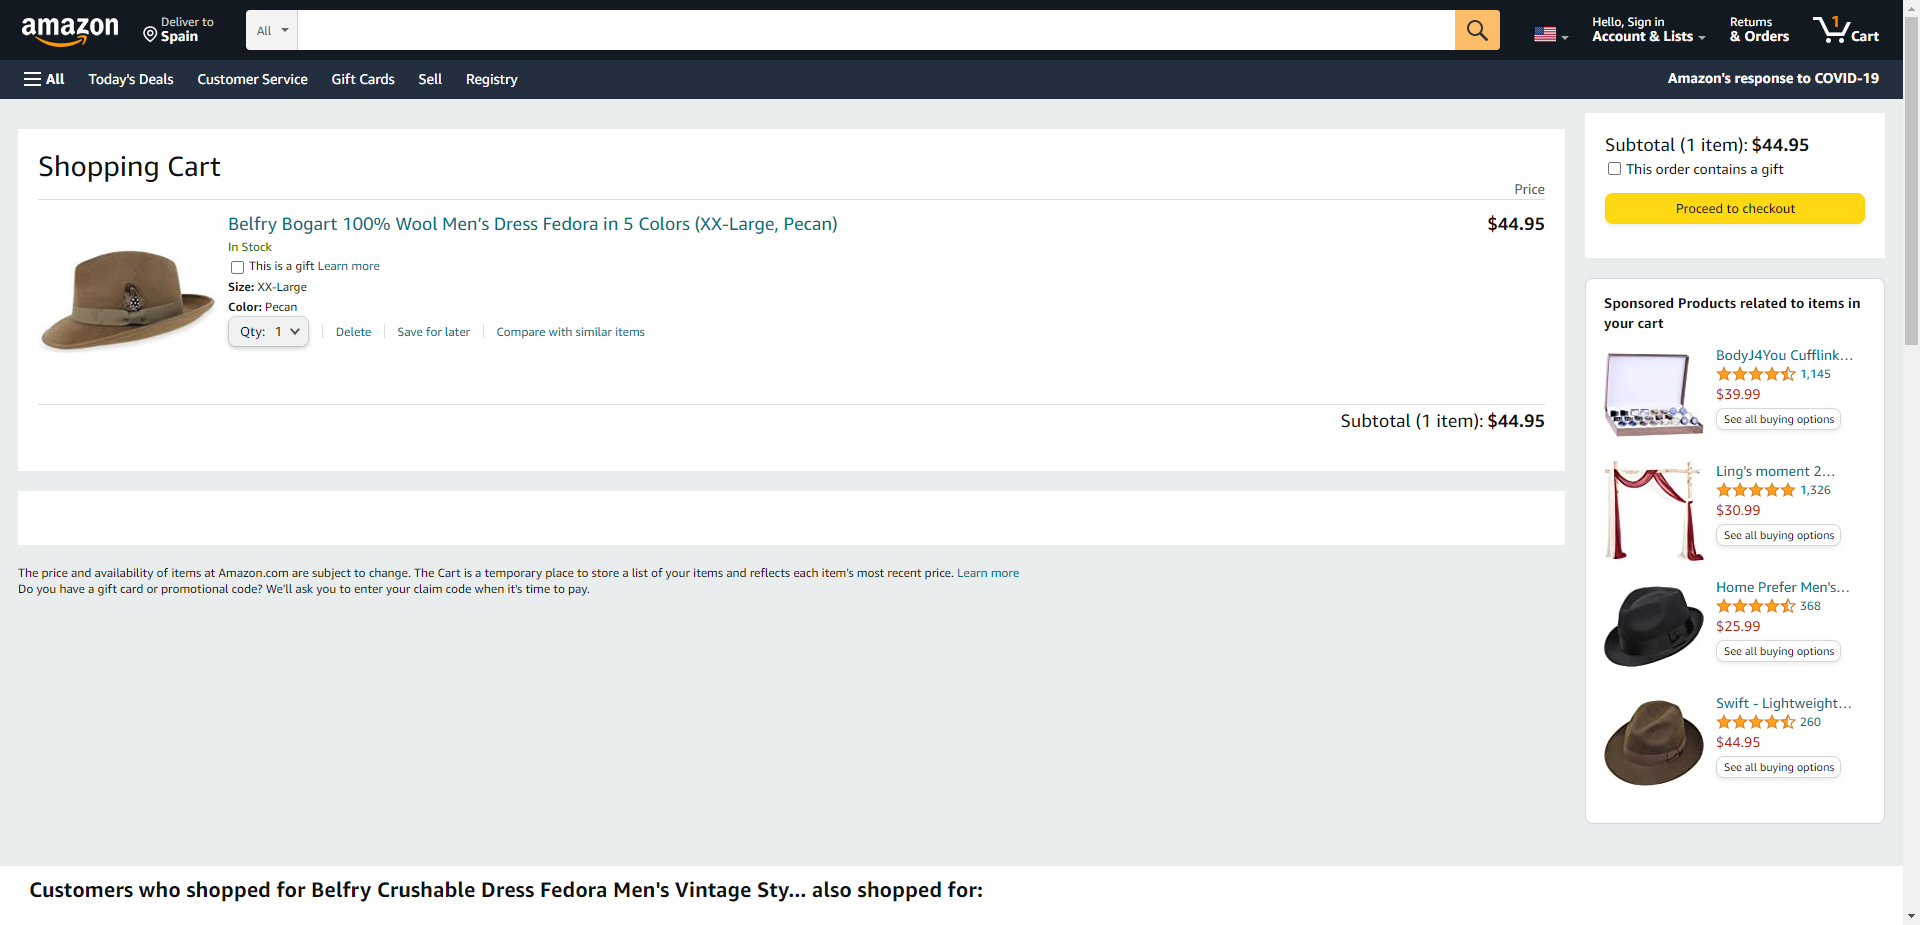 amazon
Deliver to
Spain
All
Hello, Sign in
Account & Lists
Returns
& Orders
1
Cart
All
Today's Deals
Customer Service
Gift Cards
Sell
Registry
Amazon's response to COVID-19
Shopping Cart
Price
Belfry Bogart 100% Wool Men’s Dress Fedora in 5 Colors (XX-Large, Pecan)
$44.95
In Stock
This is a gift Learn more
Size: XX-Large
Color: Pecan
Qty: 1
Delete
Save for later
Compare with similar items
Subtotal (1 item): $44.95
The price and availability of items at Amazon.com are subject to change. The Cart is a temporary place to store a list of your items and reflects each item's most recent price. Learn more
Do you have a gift card or promotional code? We'll ask you to enter your claim code when it's time to pay.
Subtotal (1 item): $44.95
This order contains a gift
Proceed to checkout
Sponsored Products related to items in
your cart
BodyJ4You Cufflink...
1,145
$39.99
See all buying options
Ling's moment 2...
1,326
$30.99
See all buying options
Home Prefer Men's...
368
$25.99
See all buying options
Swift - Lightweight...
260
$44.95
See all buying options
Customers who shopped for Belfry Crushable Dress Fedora Men's Vintage Sty... also shopped for: